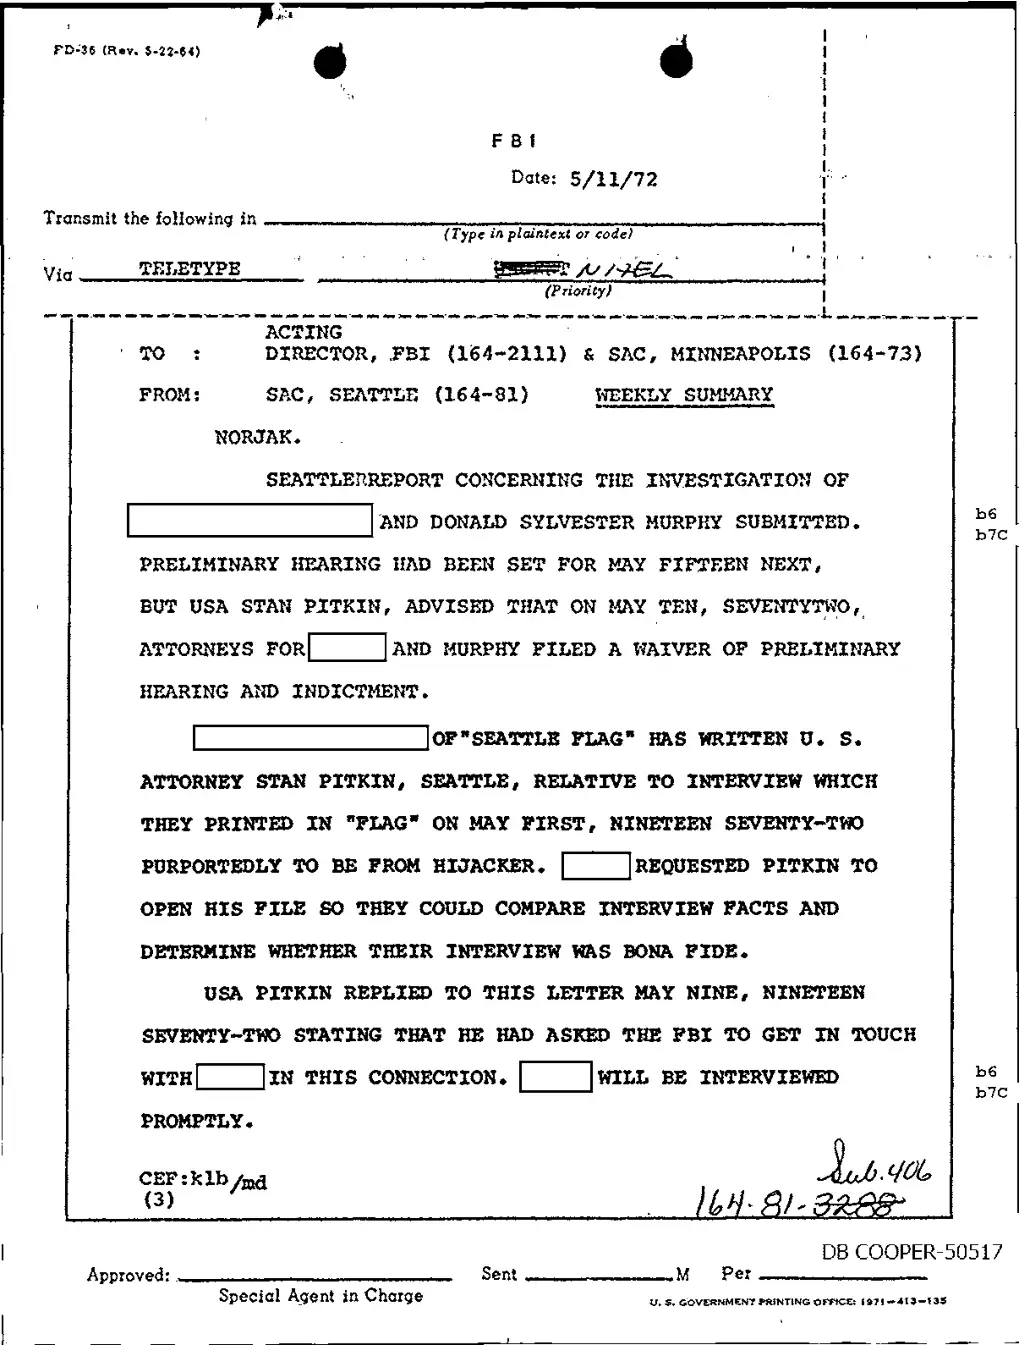 FD-36 (Rev. 5-22-64)
F B I
Date: 5/11/72
Transmit the following in
(Type in plaintext or code)
Via TELETYPE NITEL
(Priority)
ACTING
TO : DIRECTOR, FBI (164-2111) & SAC, MINNEAPOLIS (164-73)
FROM: SAC, SEATTLE (164-81) WEEKLY SUMMARY
NORJAK.
SEATTLERREPORT CONCERNING THE INVESTIGATION OF
AND DONALD SYLVESTER MURPHY SUBMITTED.
b6
b7C
PRELIMINARY HEARING HAD BEEN SET FOR MAY FIFTEEN NEXT,
BUT USA STAN PITKIN, ADVISED THAT ON MAY TEN, SEVENTYTWO,
ATTORNEYS FOR AND MURPHY FILED A WAIVER OF PRELIMINARY
HEARING AND INDICTMENT.
OF"SEATTLE FLAG" HAS WRITTEN U. S.
ATTORNEY STAN PITKIN, SEATTLE, RELATIVE TO INTERVIEW WHICH
THEY PRINTED IN "FLAG" ON MAY FIRST, NINETEEN SEVENTY-TWO
PURPORTEDLY TO BE FROM HIJACKER. REQUESTED PITKIN TO
OPEN HIS FILE SO THEY COULD COMPARE INTERVIEW FACTS AND
DETERMINE WHETHER THEIR INTERVIEW WAS BONA FIDE.
USA PITKIN REPLIED TO THIS LETTER MAY NINE, NINETEEN
SEVENTY-TWO STATING THAT HE HAD ASKED THE FBI TO GET IN TOUCH
WITH IN THIS CONNECTION. WILL BE INTERVIEWED
b6
b7C
PROMPTLY.
CEF:klb/md
(3)
Sub.406
164-81-3288
DB COOPER-50517
Approved: Sent M Per
Special Agent in Charge
U. S. GOVERNMENT PRINTING OFFICE: 1971-413-135